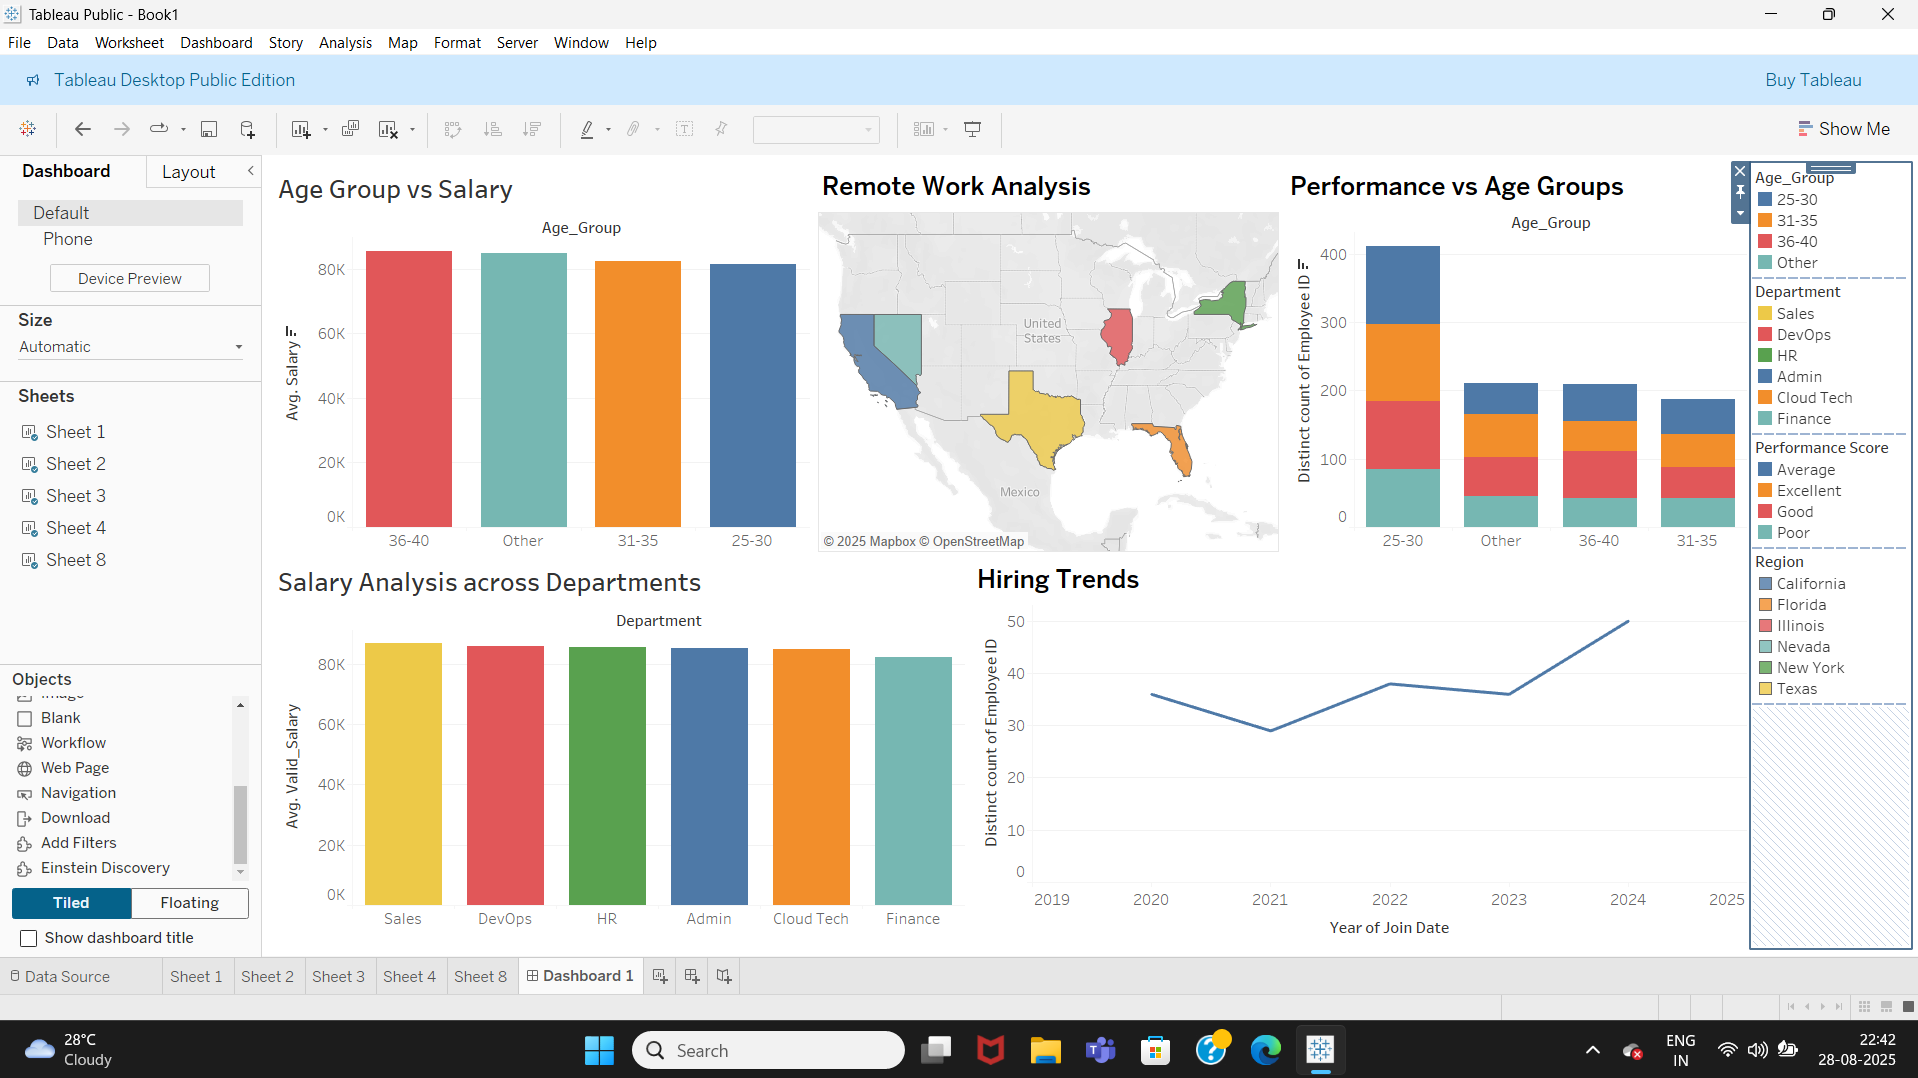 Tableau Public - Book1
File Data Worksheet Dashboard Story Analysis Map Format Server Window Help
Tableau Desktop Public Edition
Buy Tableau
Show Me
Dashboard
Layout
Default
Phone
Device Preview
Size
Automatic
Sheets
Sheet 1
Sheet 2
Sheet 3
Sheet 4
Sheet 8
Objects
Image
Blank
Workflow
Web Page
Navigation
Download
Add Filters
Einstein Discovery
Tiled
Floating
Show dashboard title
Age Group vs Salary
Age_Group
Avg. Salary
80K
60K
40K
20K
0K
36-40
Other
31-35
25-30
Remote Work Analysis
United
States
Mexico
© 2025 Mapbox © OpenStreetMap
Performance vs Age Groups
Age_Group
Distinct count of Employee ID
400
300
200
100
0
25-30
Other
36-40
31-35
Salary Analysis across Departments
Department
Avg. Valid_Salary
80K
60K
40K
20K
0K
Sales
DevOps
HR
Admin
Cloud Tech
Finance
Hiring Trends
Distinct count of Employee ID
50
40
30
20
10
0
2019
2020
2021
2022
2023
2024
2025
Year of Join Date
Age_Group
25-30
31-35
36-40
Other
Department
Sales
DevOps
HR
Admin
Cloud Tech
Finance
Performance Score
Average
Excellent
Good
Poor
Region
California
Florida
Illinois
Nevada
New York
Texas
Data Source
Sheet 1
Sheet 2
Sheet 3
Sheet 4
Sheet 8
Dashboard 1
28°C
Cloudy
Search
ENG
IN
22:42
28-08-2025